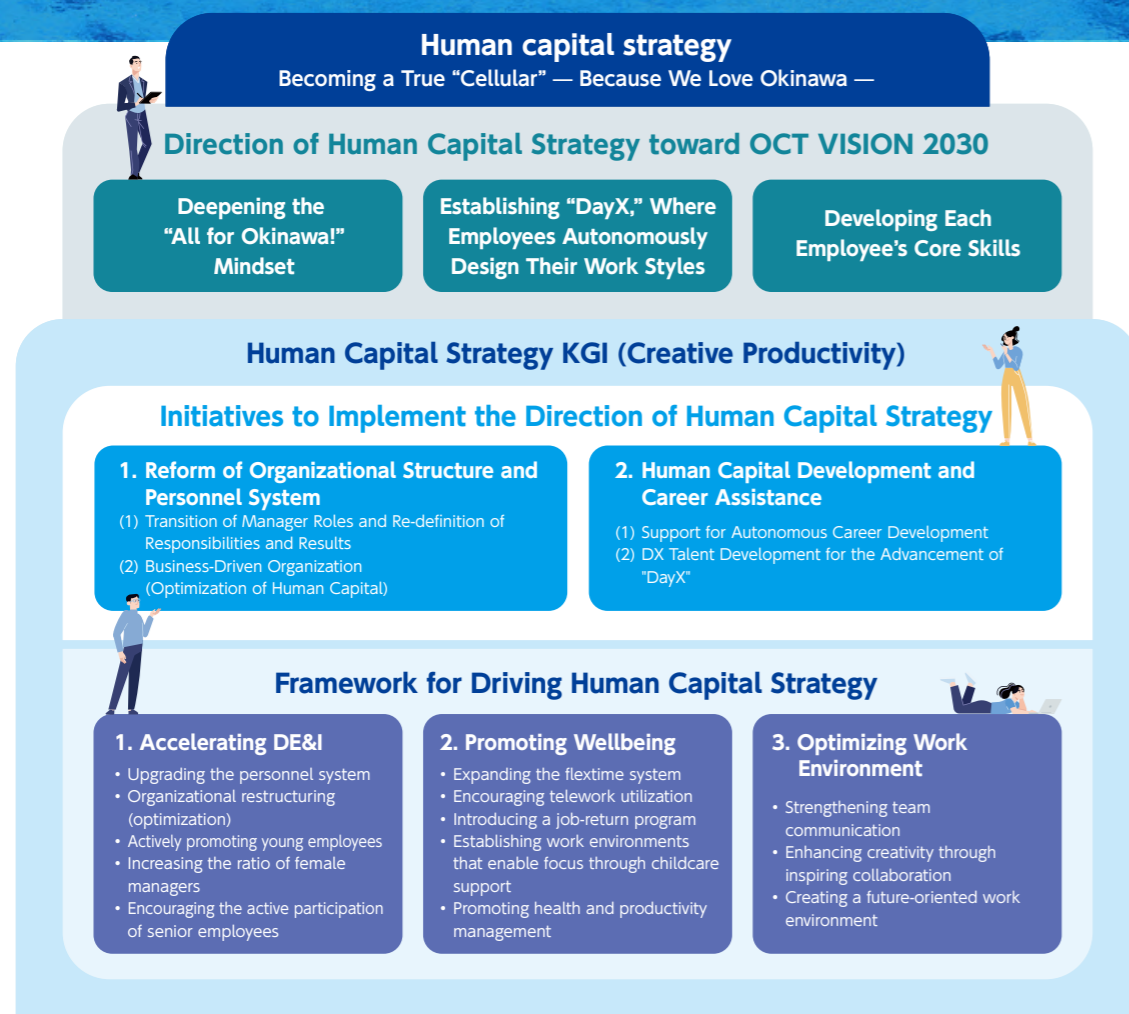 Human capital strategy
Becoming a True “Cellular” — Because We Love Okinawa —
Direction of Human Capital Strategy toward OCT VISION 2030
Deepening the
“All for Okinawa!”
Mindset
Establishing “DayX,” Where
Employees Autonomously
Design Their Work Styles
Developing Each
Employee’s Core Skills
Human Capital Strategy KGI (Creative Productivity)
Initiatives to Implement the Direction of Human Capital Strategy
1. Reform of Organizational Structure and
Personnel System
(1) Transition of Manager Roles and Re-definition of
Responsibilities and Results
(2) Business-Driven Organization
(Optimization of Human Capital)
2. Human Capital Development and
Career Assistance
(1) Support for Autonomous Career Development
(2) DX Talent Development for the Advancement of
"DayX"
Framework for Driving Human Capital Strategy
1. Accelerating DE&I
• Upgrading the personnel system
• Organizational restructuring
(optimization)
• Actively promoting young employees
• Increasing the ratio of female
managers
• Encouraging the active participation
of senior employees
2. Promoting Wellbeing
• Expanding the flextime system
• Encouraging telework utilization
• Introducing a job-return program
• Establishing work environments
that enable focus through childcare
support
• Promoting health and productivity
management
3. Optimizing Work
Environment
• Strengthening team
communication
• Enhancing creativity through
inspiring collaboration
• Creating a future-oriented work
environment